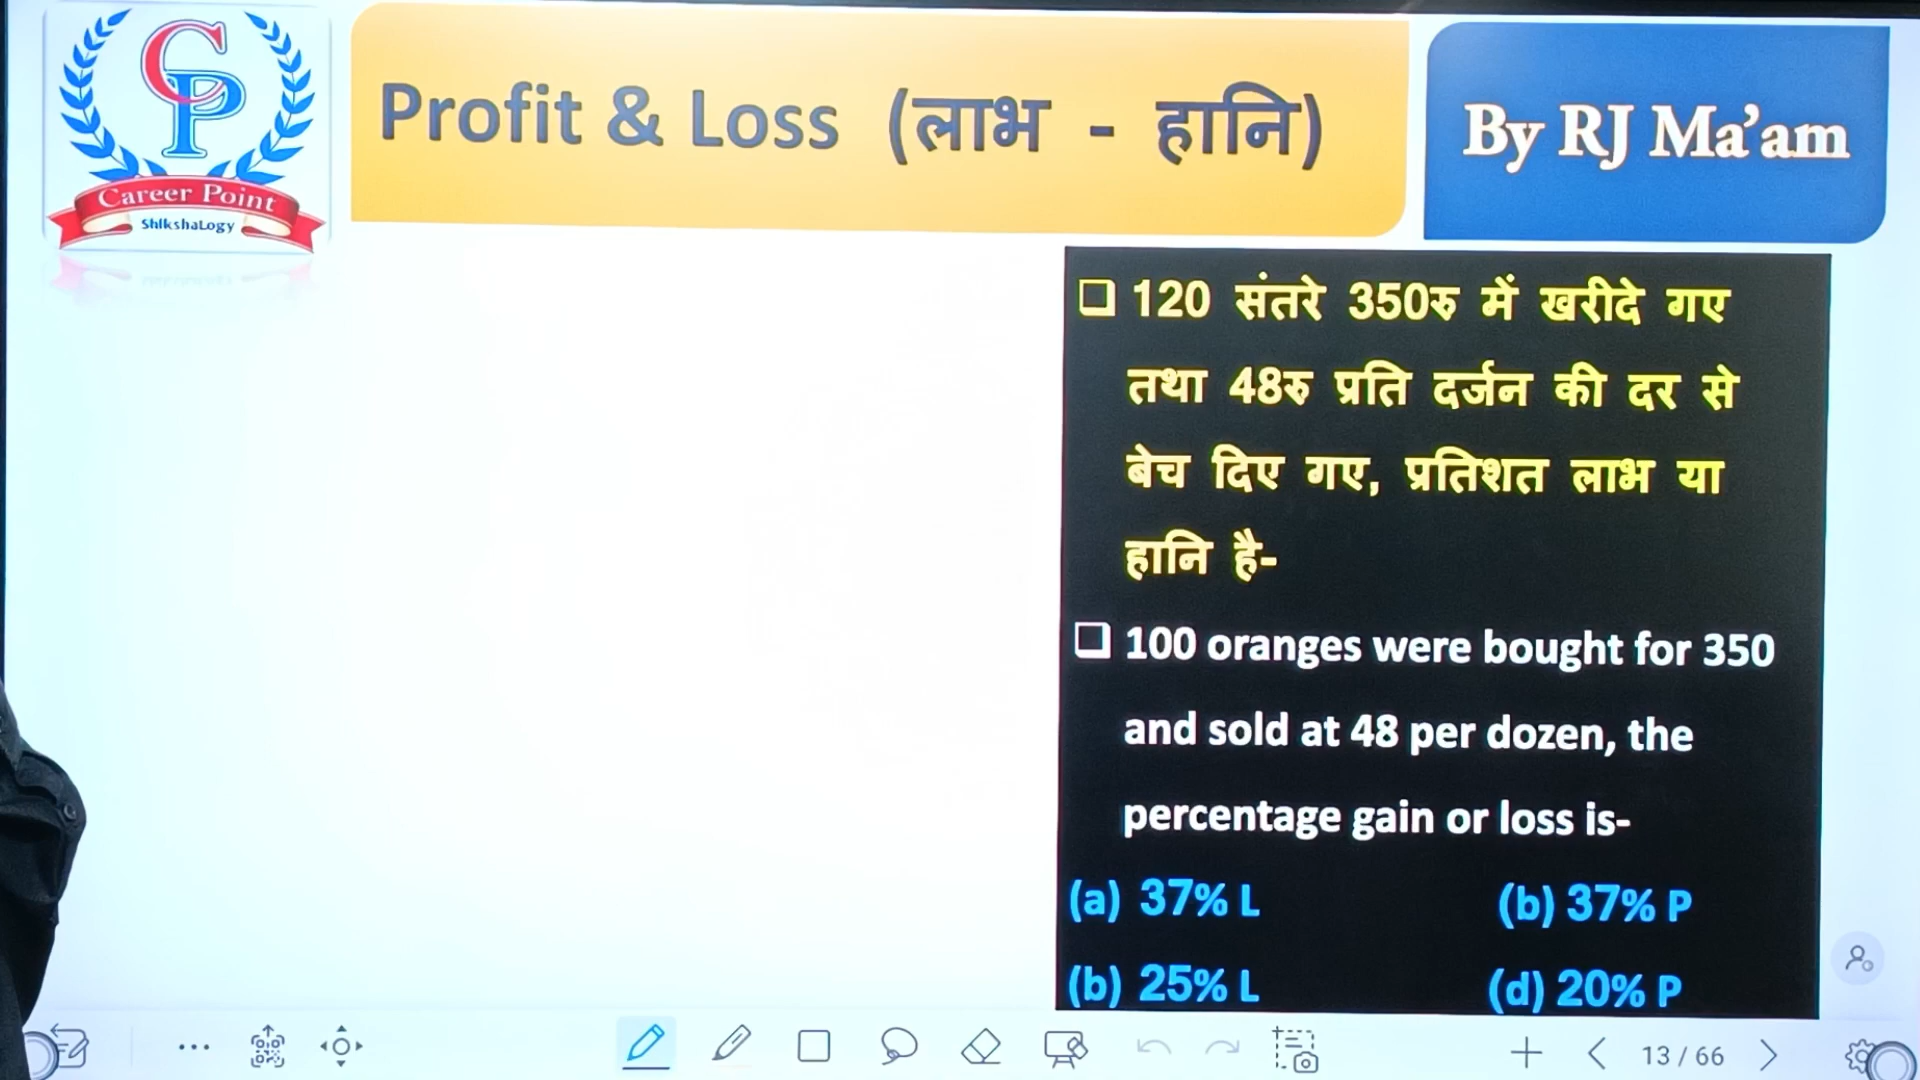 CP
Career Point
ShikshaLogy
Profit & Loss (लाभ - हानि)
By RJ Ma’am
❑ 120 संतरे 350रु में खरीदे गए
तथा 48रु प्रति दर्जन की दर से
बेच दिए गए, प्रतिशत लाभ या
हानि है-
❑ 100 oranges were bought for 350
and sold at 48 per dozen, the
percentage gain or loss is-
(a) 37% L (b) 37% P
(b) 25% L (d) 20% P
13 / 66